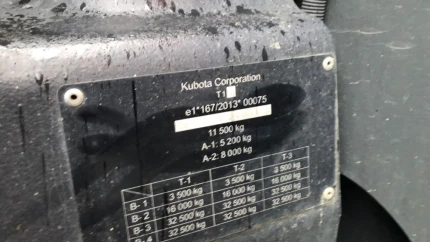 Kubota Corporation
T1
e1*167/2013*00075
11 500 kg
A-1: 5 200 kg
A-2: 8 000 kg
T-1 T-2 T-3
B- 1 3 500 kg 3 500 kg 3 500 kg
B- 2 16 000 kg 16 000 kg 16 000 kg
B- 3 32 500 kg 32 500 kg 32 500 kg
B- 4 32 500 kg 32 500 kg 32 500 kg